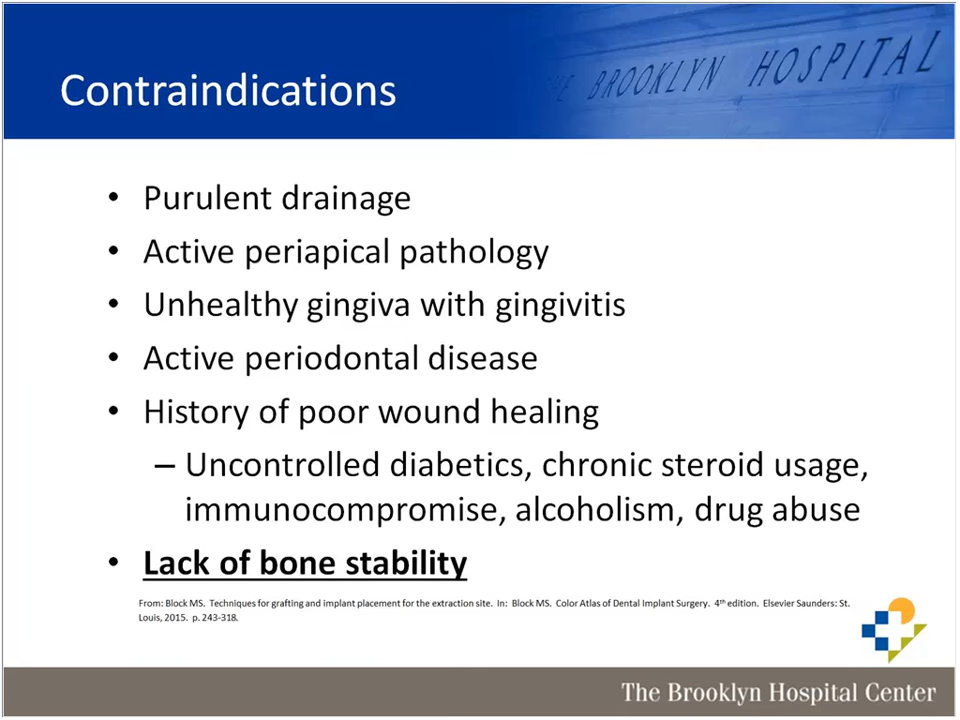 THE BROOKLYN HOSPITAL
Contraindications
• Purulent drainage
• Active periapical pathology
• Unhealthy gingiva with gingivitis
• Active periodontal disease
• History of poor wound healing
– Uncontrolled diabetics, chronic steroid usage,
immunocompromise, alcoholism, drug abuse
• Lack of bone stability
From: Block MS. Techniques for grafting and implant placement for the extraction site. In: Block MS. Color Atlas of Dental Implant Surgery. 4th edition. Elsevier Saunders: St.
Louis, 2015. p. 243-318.
The Brooklyn Hospital Center